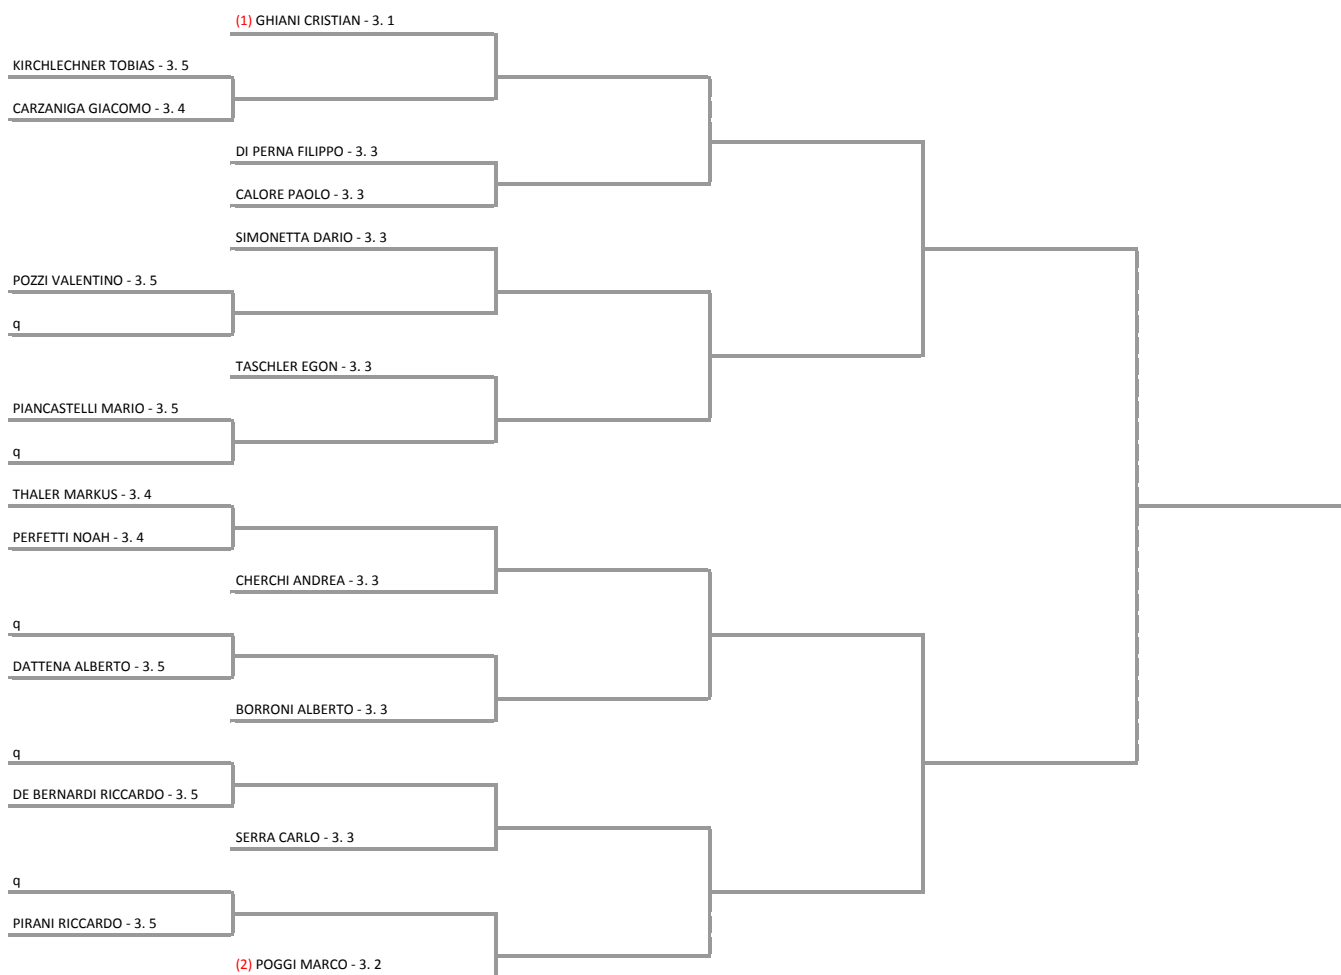 (1) GHIANI CRISTIAN - 3. 1
KIRCHLECHNER TOBIAS - 3. 5
CARZANIGA GIACOMO - 3. 4
DI PERNA FILIPPO - 3. 3
CALORE PAOLO - 3. 3
SIMONETTA DARIO - 3. 3
POZZI VALENTINO - 3. 5
q
TASCHLER EGON - 3. 3
PIANCASTELLI MARIO - 3. 5
q
THALER MARKUS - 3. 4
PERFETTI NOAH - 3. 4
CHERCHI ANDREA - 3. 3
q
DATTENA ALBERTO - 3. 5
BORRONI ALBERTO - 3. 3
q
DE BERNARDI RICCARDO - 3. 5
SERRA CARLO - 3. 3
q
PIRANI RICCARDO - 3. 5
(2) POGGI MARCO - 3. 2